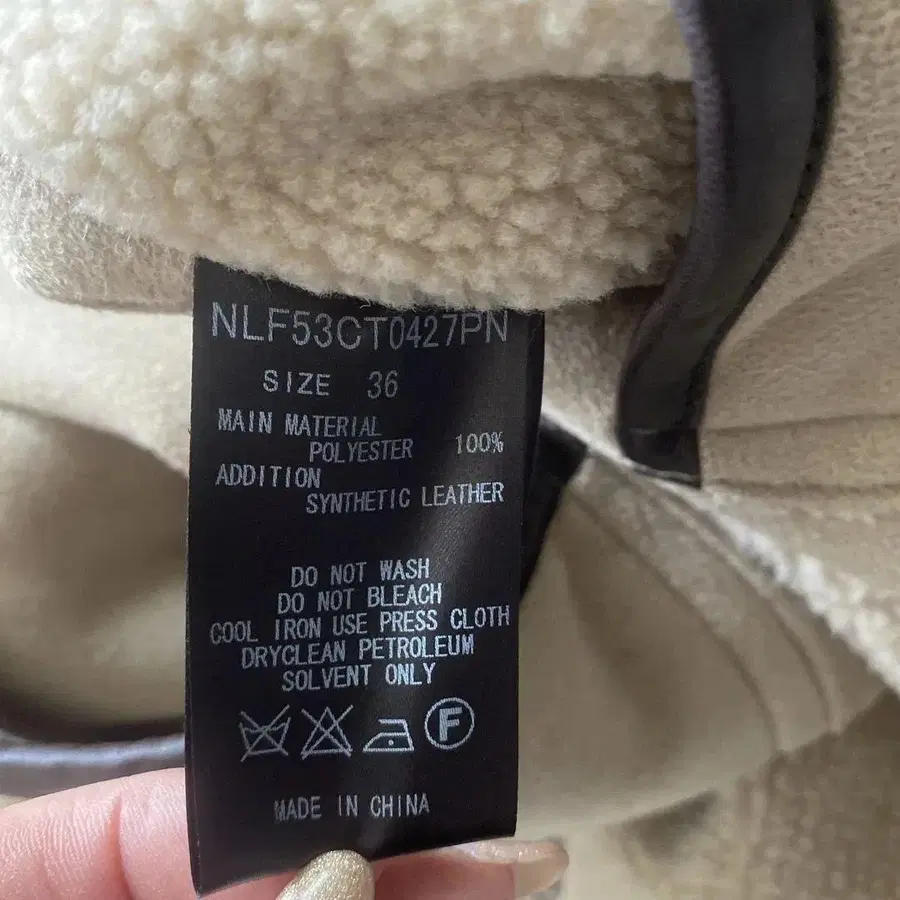 NLF53CT0427PN
SIZE 36
MAIN MATERIAL
POLYESTER 100%
ADDITION
SYNTHETIC LEATHER
DO NOT WASH
DO NOT BLEACH
COOL IRON USE PRESS CLOTH
DRYCLEAN PETROLEUM
SOLVENT ONLY
F
MADE IN CHINA